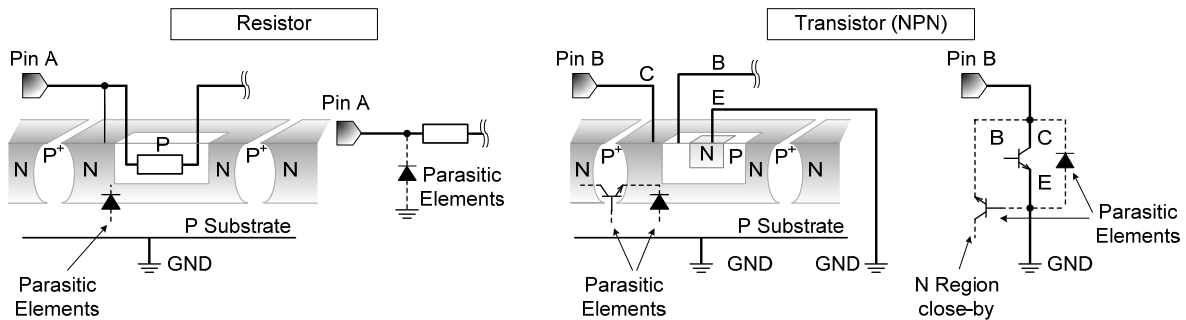 Resistor
Pin A
P
N
P+
N
P+
N
N
P Substrate
GND
Parasitic
Elements
Pin A
Parasitic
Elements
Transistor (NPN)
Pin B
C
B
E
N
P+
N
N
P
P+
N
N
P Substrate
GND
GND
Parasitic
Elements
Pin B
B
C
E
Parasitic
Elements
GND
N Region
close-by